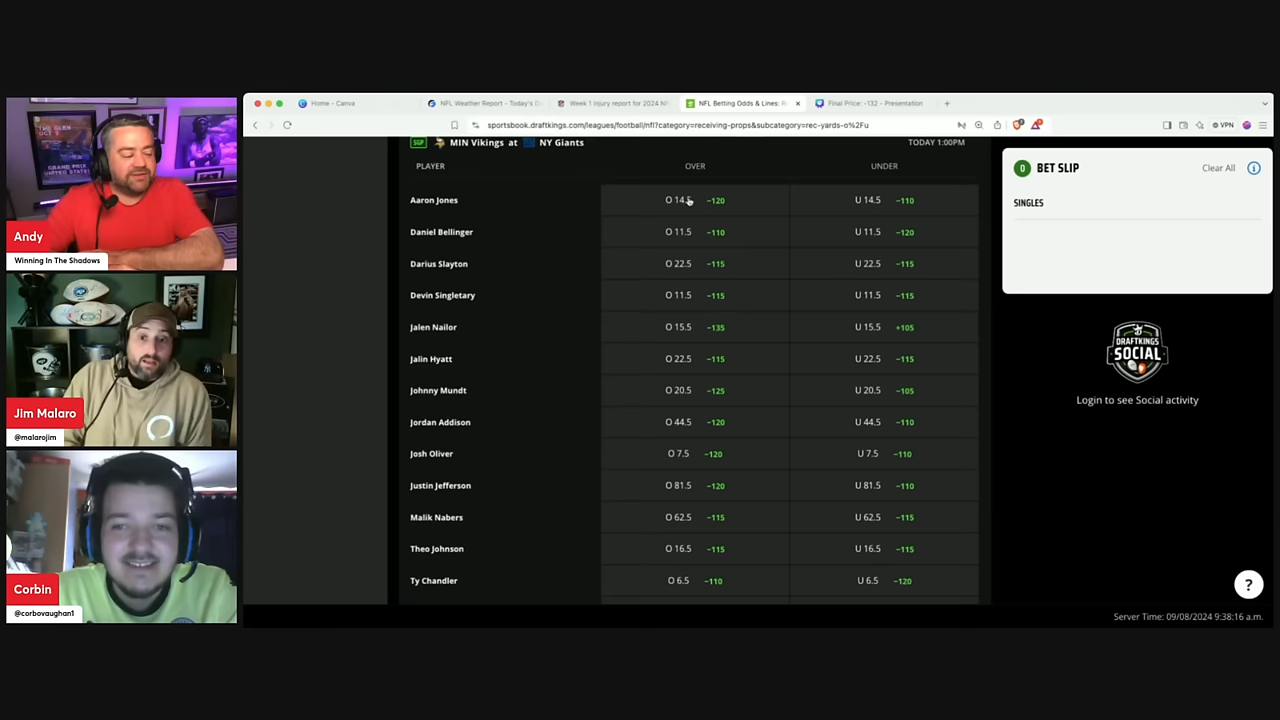 Home - Canva
NFL Weather Report - Today's D
Week 1 injury report for 2024 NF
NFL Betting Odds & Lines: R
Final Price: -132 - Presentation
sportsbook.draftkings.com/leagues/football/nfl?category=receiving-props&subcategory=rec-yards-o%2Fu
VPN
SGP
MIN Vikings at NY Giants
TODAY 1:00PM
PLAYER OVER UNDER
Aaron Jones O 14.5 −120 U 14.5 −110
Daniel Bellinger O 11.5 −110 U 11.5 −120
Darius Slayton O 22.5 −115 U 22.5 −115
Devin Singletary O 11.5 −115 U 11.5 −115
Jalen Nailor O 15.5 −135 U 15.5 +105
Jalin Hyatt O 22.5 −115 U 22.5 −115
Johnny Mundt O 20.5 −125 U 20.5 −105
Jordan Addison O 44.5 −120 U 44.5 −110
Josh Oliver O 7.5 −120 U 7.5 −110
Justin Jefferson O 81.5 −120 U 81.5 −110
Malik Nabers O 62.5 −115 U 62.5 −115
Theo Johnson O 16.5 −115 U 16.5 −115
Ty Chandler O 6.5 −110 U 6.5 −120
0 BET SLIP Clear All
SINGLES
DRAFTKINGS
SOCIAL
Login to see Social activity
?
Server Time: 09/08/2024 9:38:16 a.m.
GRAND PRIX
UNITED STATES
Andy
Winning In The Shadows
Jim Malaro
@malarojim
Corbin
@corbovaughan1